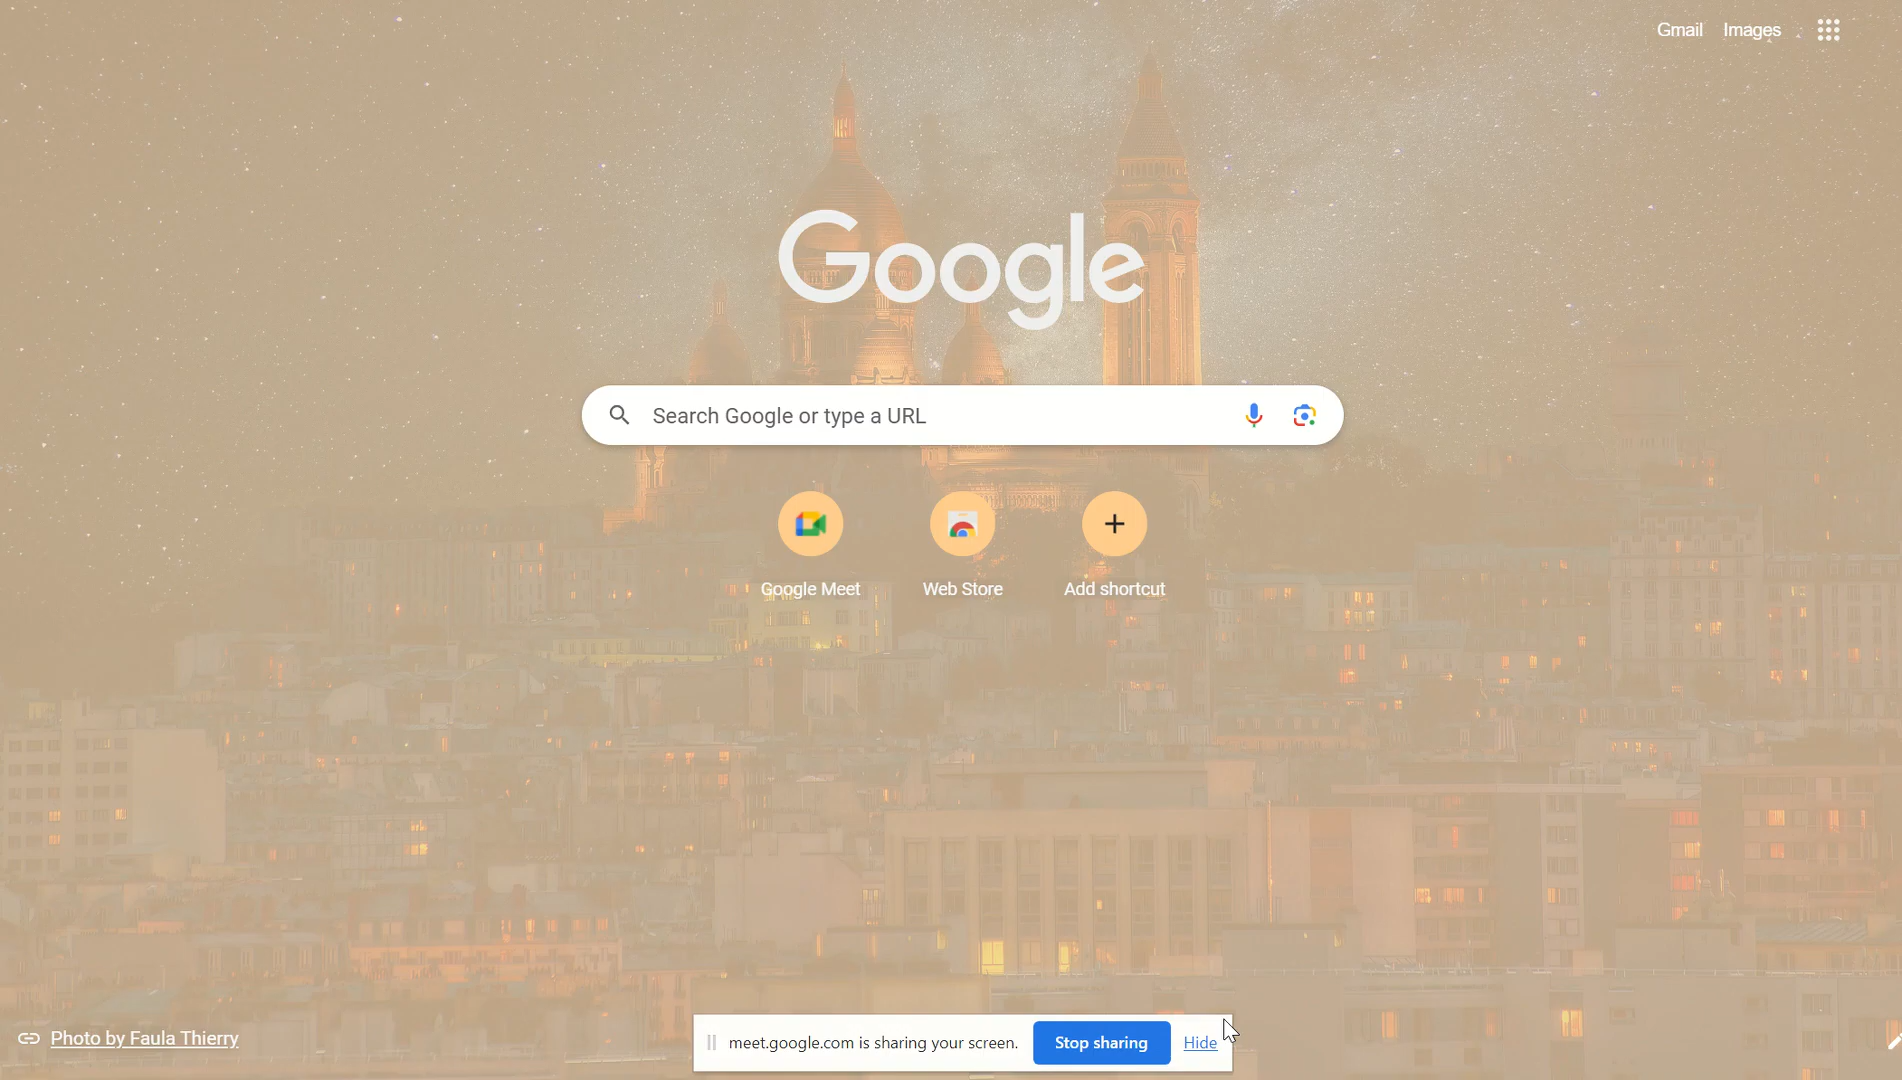 Gmail Images
Google
Search Google or type a URL
Google Meet Web Store Add shortcut
Photo by Faula Thierry
meet.google.com is sharing your screen. Stop sharing Hide